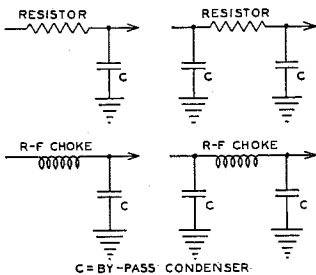 RESISTOR RESISTOR
C C C
R-F CHOKE R-F CHOKE
C C C
C = BY-PASS CONDENSER